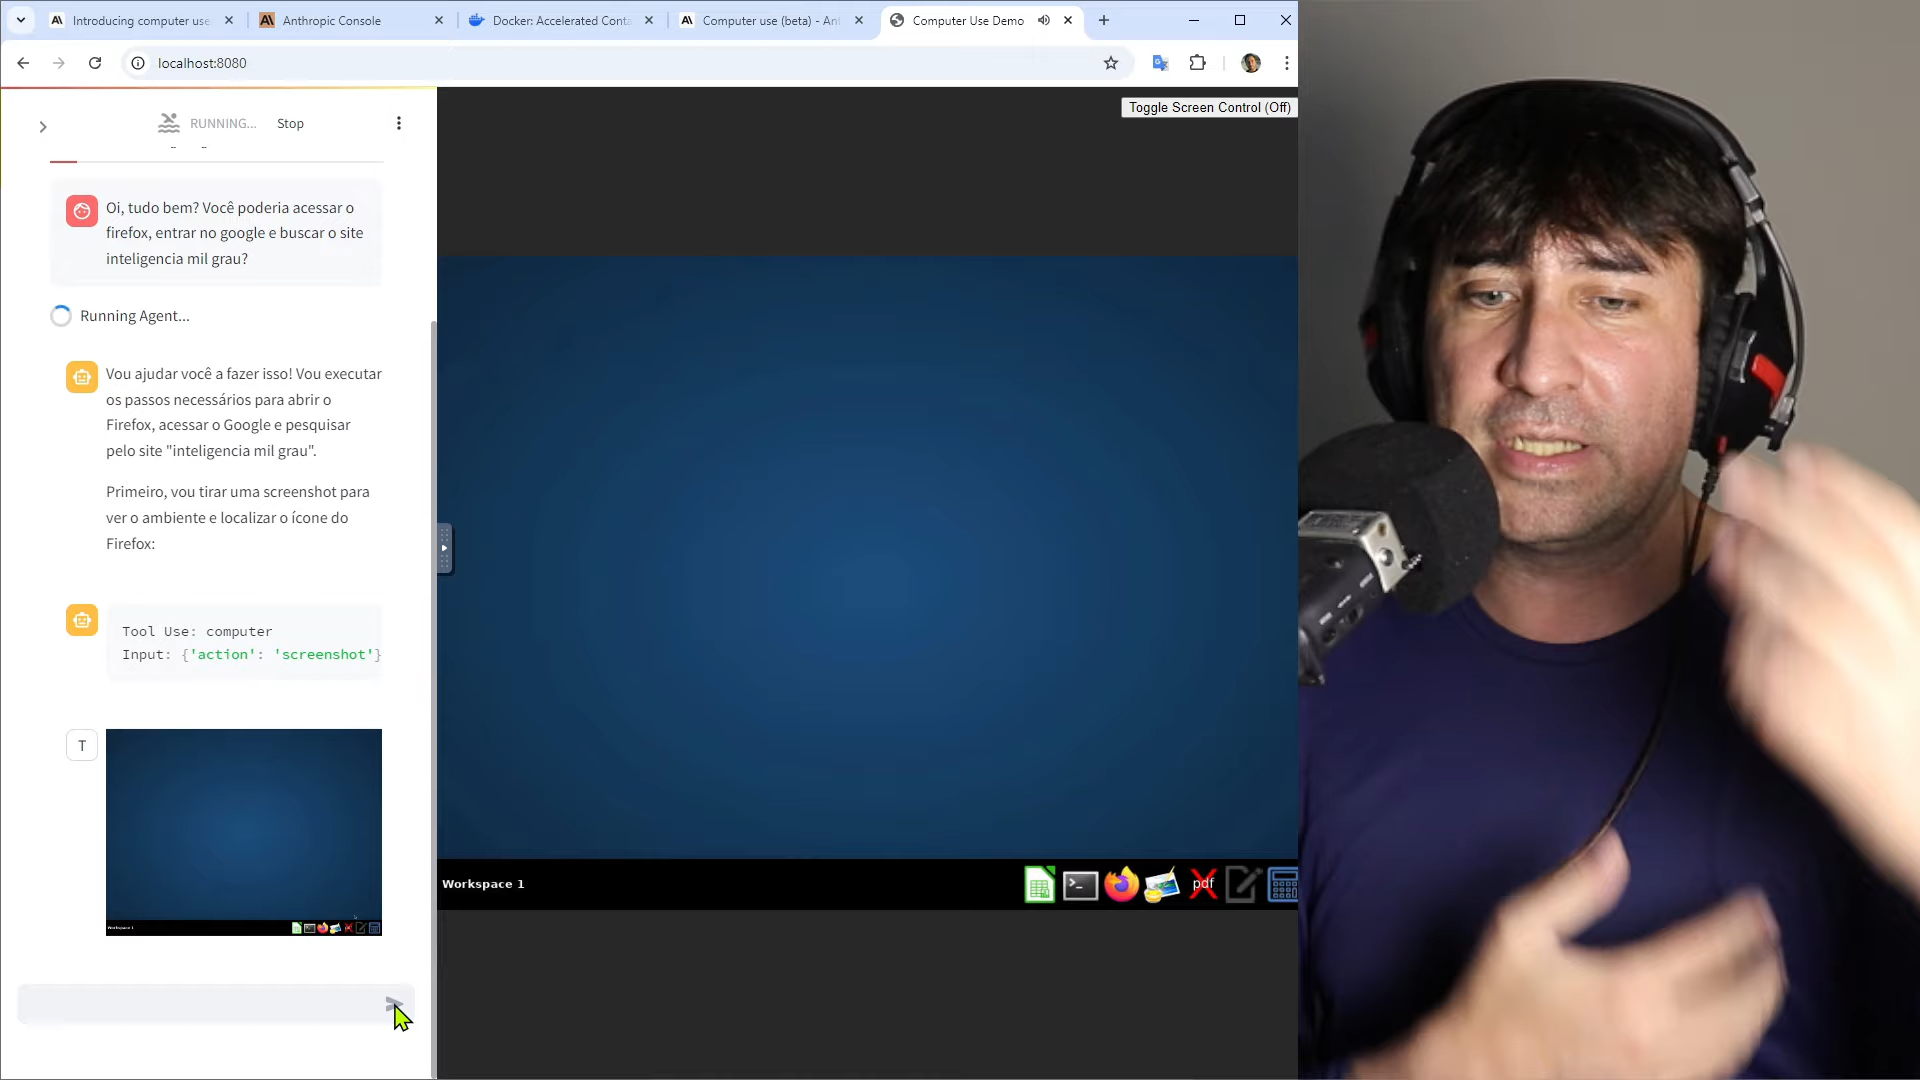 Introducing computer use
Anthropic Console
Docker: Accelerated Conta
Computer use (beta) - Ant
Computer Use Demo
localhost:8080
Toggle Screen Control (Off)
RUNNING...
Stop
Oi, tudo bem? Você poderia acessar o
firefox, entrar no google e buscar o site
inteligencia mil grau?
Running Agent...
Vou ajudar você a fazer isso! Vou executar
os passos necessários para abrir o
Firefox, acessar o Google e pesquisar
pelo site "inteligencia mil grau".
Primeiro, vou tirar uma screenshot para
ver o ambiente e localizar o ícone do
Firefox:
Tool Use: computer
Input: {'action': 'screenshot'}
T
Workspace 1
Workspace 1
pdf